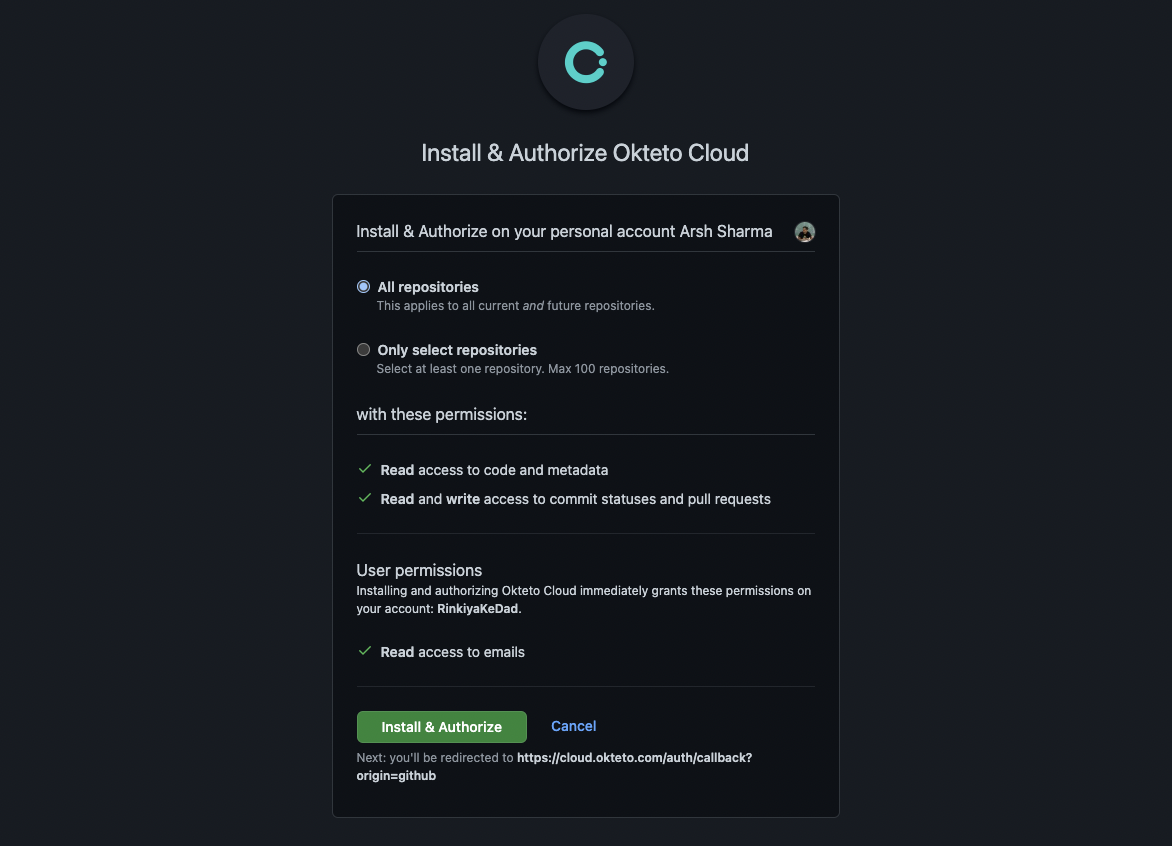 Install & Authorize Okteto Cloud
Install & Authorize on your personal account Arsh Sharma
All repositories
This applies to all current and future repositories.
Only select repositories
Select at least one repository. Max 100 repositories.
with these permissions:
Read access to code and metadata
Read and write access to commit statuses and pull requests
User permissions
Installing and authorizing Okteto Cloud immediately grants these permissions on
your account: RinkiyaKeDad.
Read access to emails
Install & Authorize
Cancel
Next: you'll be redirected to https://cloud.okteto.com/auth/callback?
origin=github